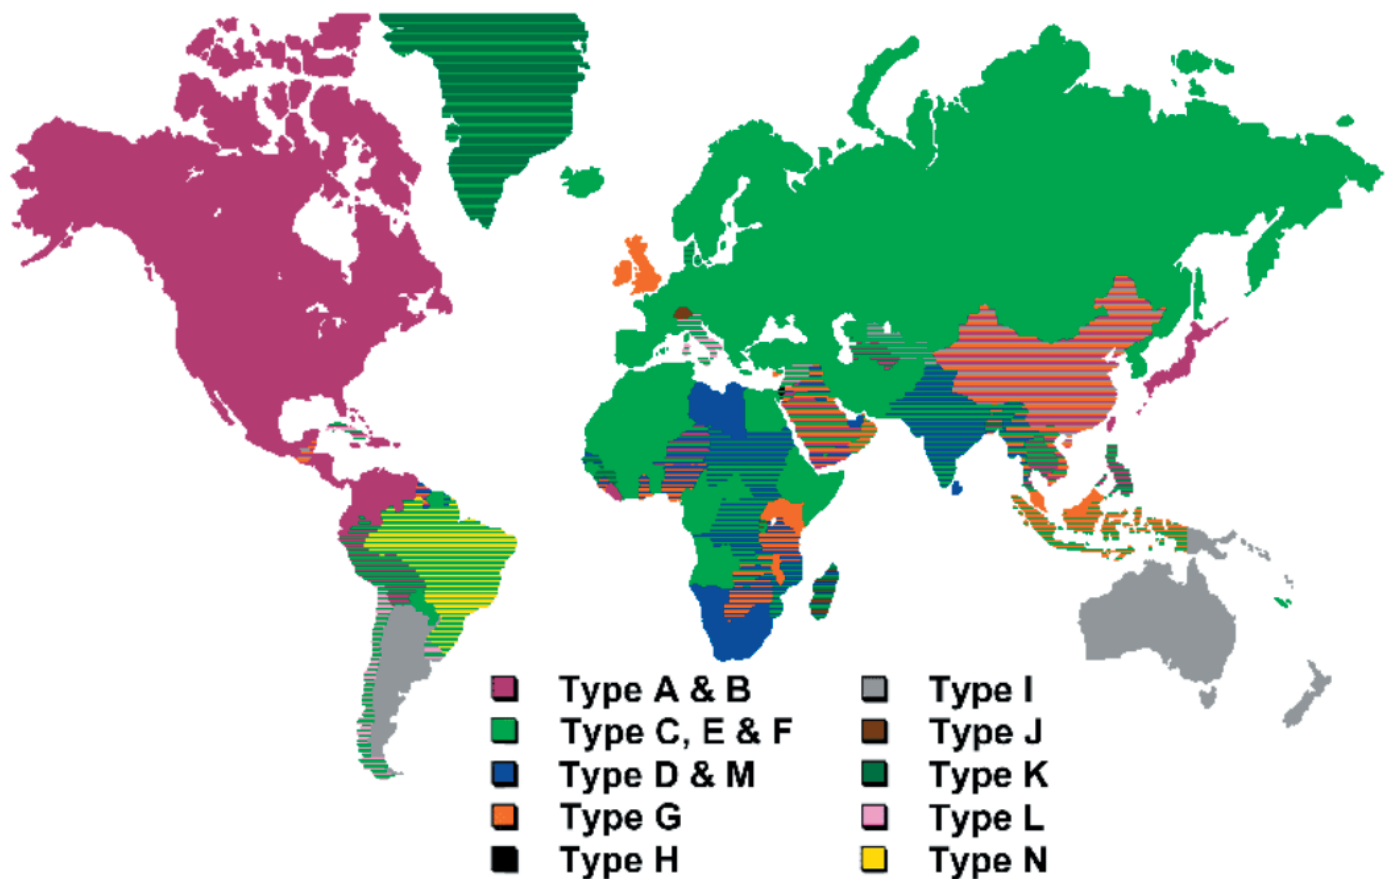 Type A & B
Type C, E & F
Type D & M
Type G
Type H
Type I
Type J
Type K
Type L
Type N